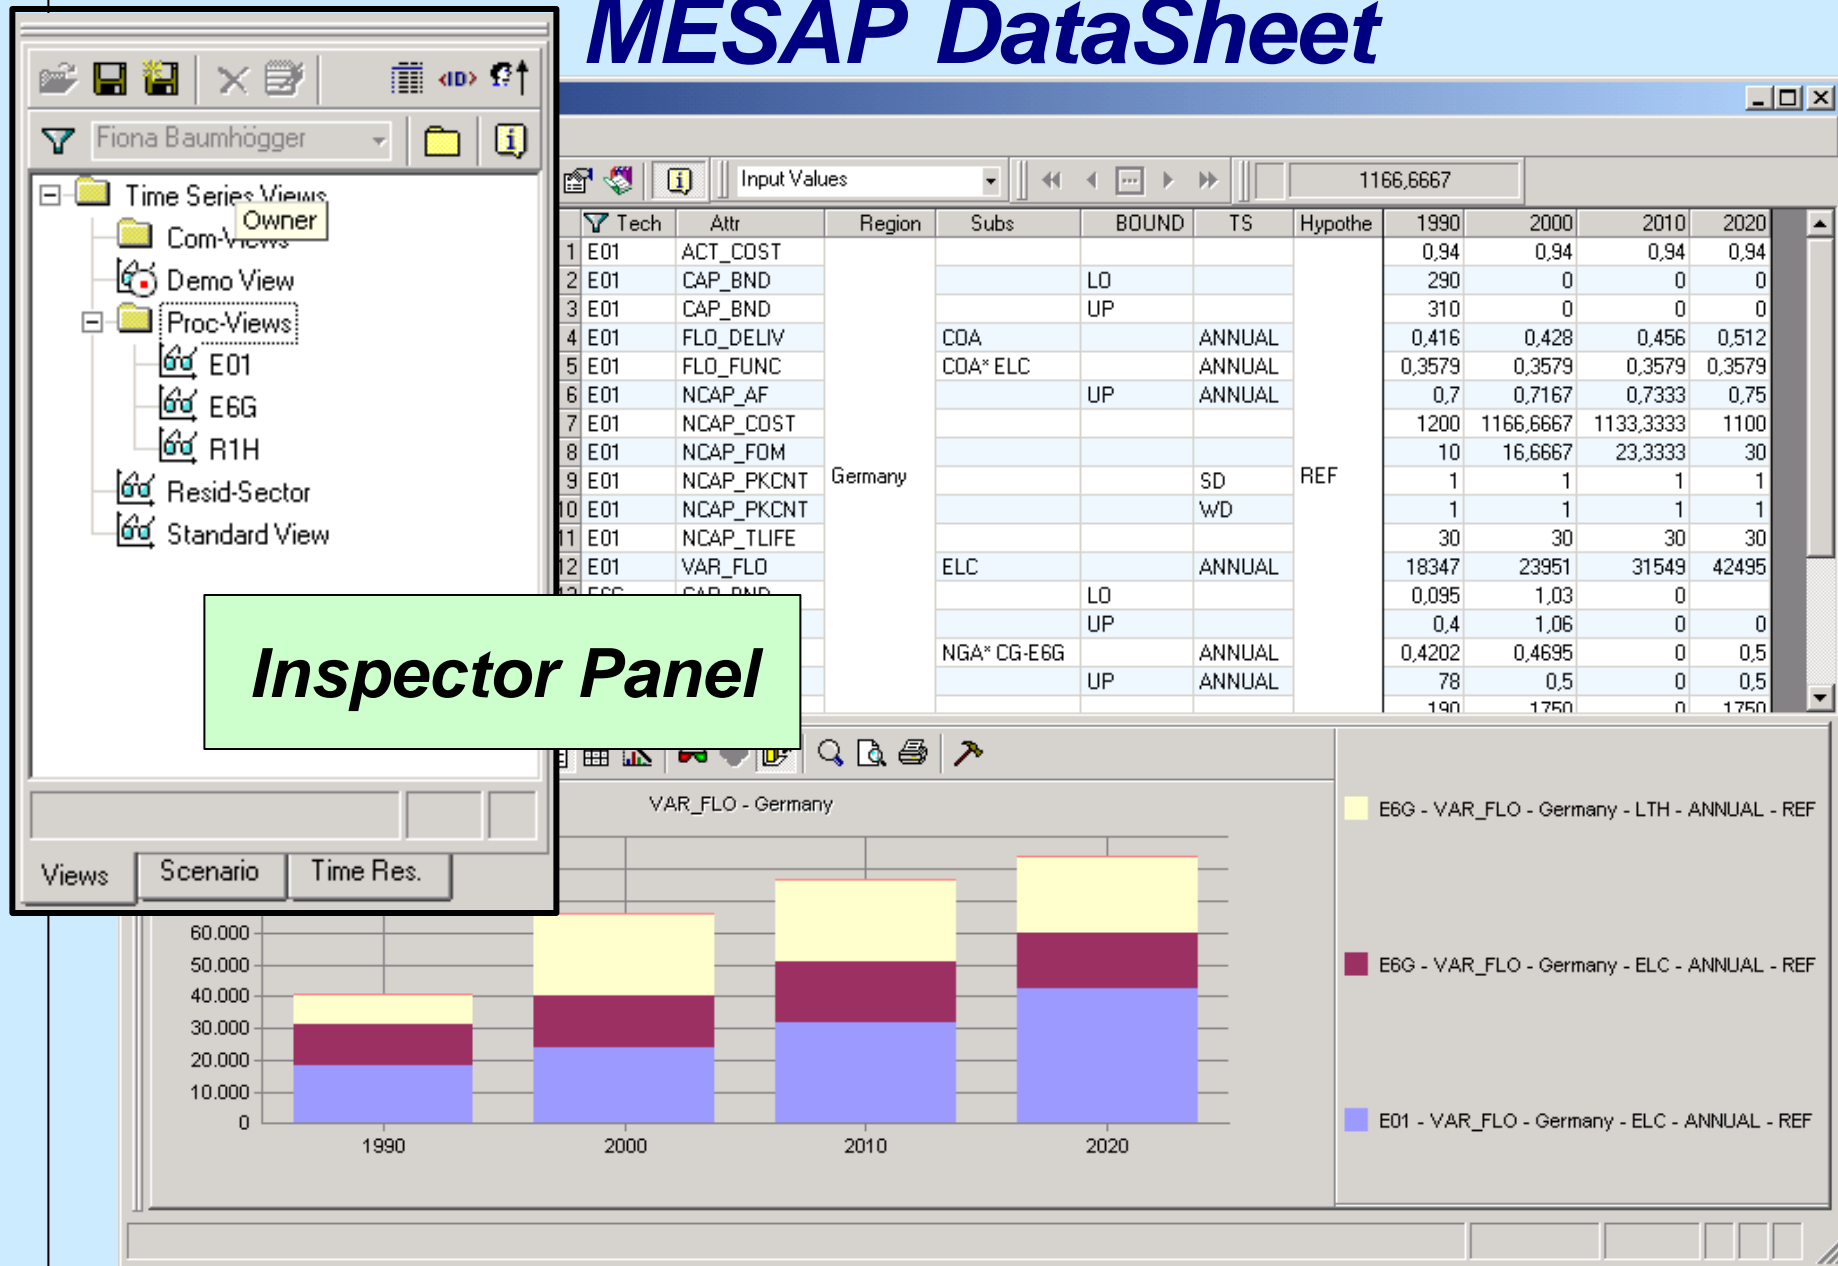 MESAP DataSheet
<ID>
Fiona Baumhögger
Time Series Views
Owner
Com-Views
Demo View
Proc-Views
E01
E6G
R1H
Resid-Sector
Standard View
Inspector Panel
Views Scenario Time Res.
Input Values 1166,6667
Tech Attr Region Subs BOUND TS Hypothe 1990 2000 2010 2020
1 E01 ACT_COST 0,94 0,94 0,94 0,94
2 E01 CAP_BND LO 290 0 0 0
3 E01 CAP_BND UP 310 0 0 0
4 E01 FLO_DELIV COA ANNUAL 0,416 0,428 0,456 0,512
5 E01 FLO_FUNC COA* ELC ANNUAL 0,3579 0,3579 0,3579 0,3579
6 E01 NCAP_AF UP ANNUAL 0,7 0,7167 0,7333 0,75
7 E01 NCAP_COST 1200 1166,6667 1133,3333 1100
8 E01 NCAP_FOM 10 16,6667 23,3333 30
9 E01 NCAP_PKCNT Germany SD REF 1 1 1 1
10 E01 NCAP_PKCNT WD 1 1 1 1
11 E01 NCAP_TLIFE 30 30 30 30
12 E01 VAR_FLO ELC ANNUAL 18347 23951 31549 42495
13 E6G CAP_BND LO 0,095 1,03 0
UP 0,4 1,06 0 0
NGA* CG-E6G ANNUAL 0,4202 0,4695 0 0,5
UP ANNUAL 78 0,5 0 0,5
190 1750 0 1750
VAR_FLO - Germany
60.000
50.000
40.000
30.000
20.000
10.000
0
1990 2000 2010 2020
E6G - VAR_FLO - Germany - LTH - ANNUAL - REF
E6G - VAR_FLO - Germany - ELC - ANNUAL - REF
E01 - VAR_FLO - Germany - ELC - ANNUAL - REF